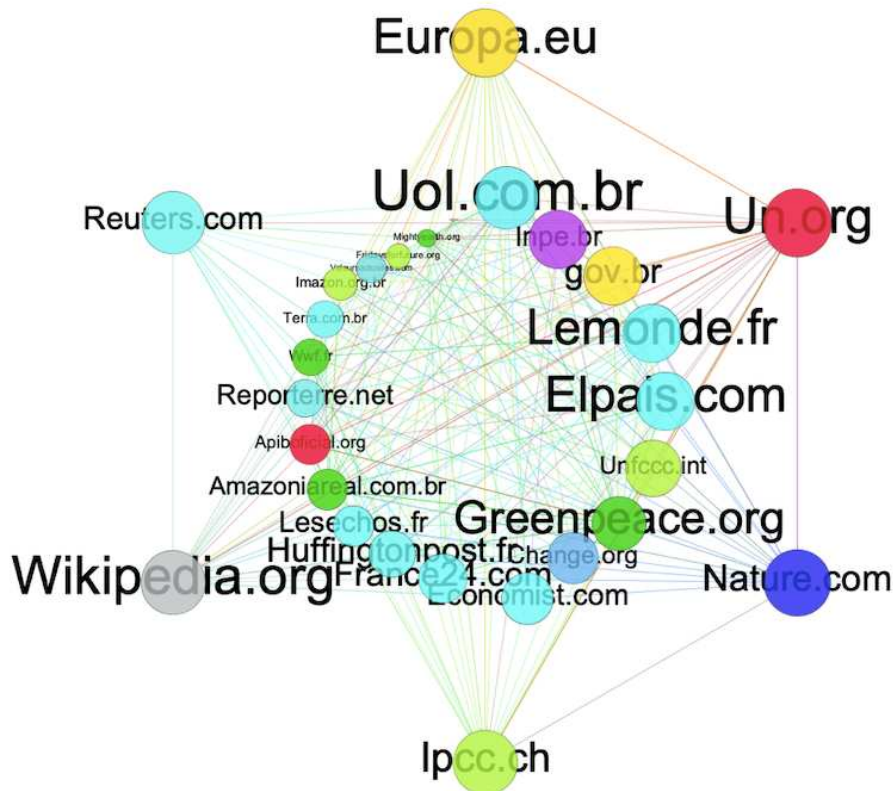 Europa.eu
Uol.com.br
Reuters.com
Un.org
Mightyearth.org
Inpe.br
gov.br
Imazon.org.br
Terra.com.br
Lemonde.fr
Wwf.fr
Reporterre.net
Elpais.com
Apiboficial.org
Unfccc.int
Amazoniareal.com.br
Lesechos.fr
Greenpeace.org
Huffingtonpost.fr
Change.org
France24.com
Wikipedia.org
Nature.com
Economist.com
Ipcc.ch